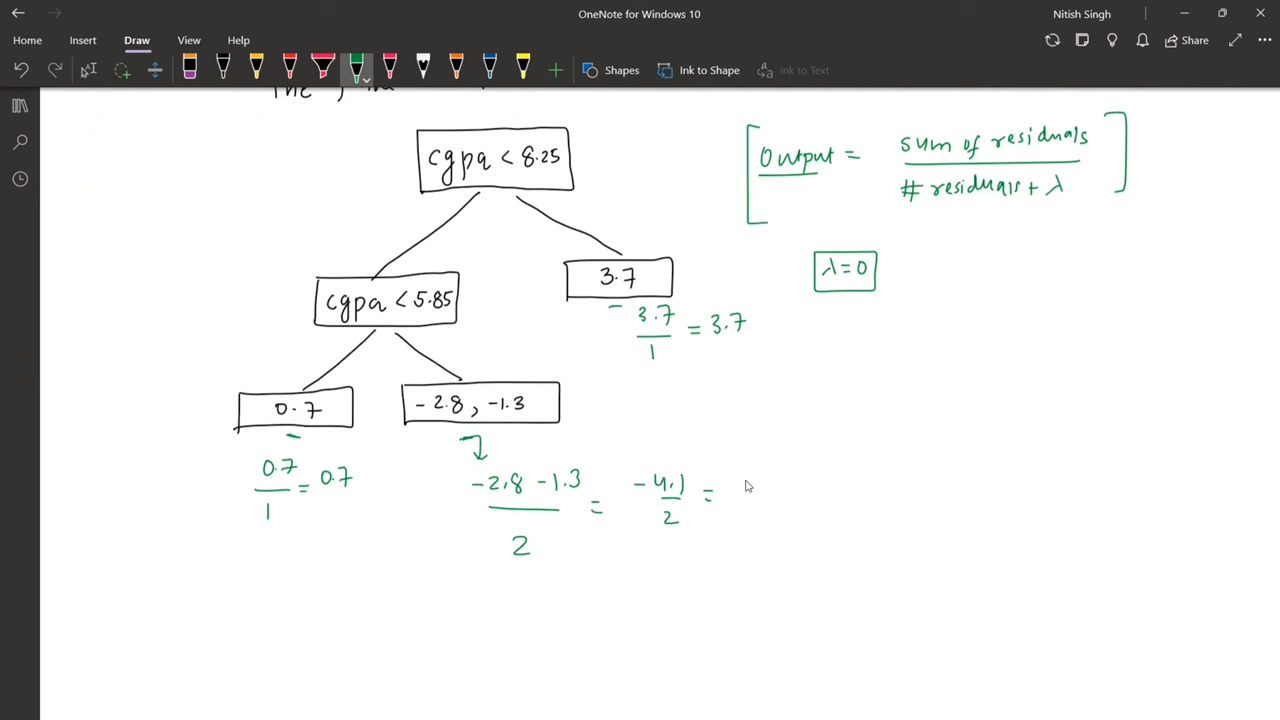 OneNote for Windows 10
Nitish Singh
Home Insert Draw View Help
Share
Shapes
Ink to Shape
Ink to Text
cgpa < 8.25
Output = sum of residuals
# residuals + λ
λ=0
cgpa < 5.85
3.7
3.7
1
= 3.7
0.7
-2.8, -1.3
0.7
1
= 0.7
-2.8 -1.3
2
=
-4.1
2
=